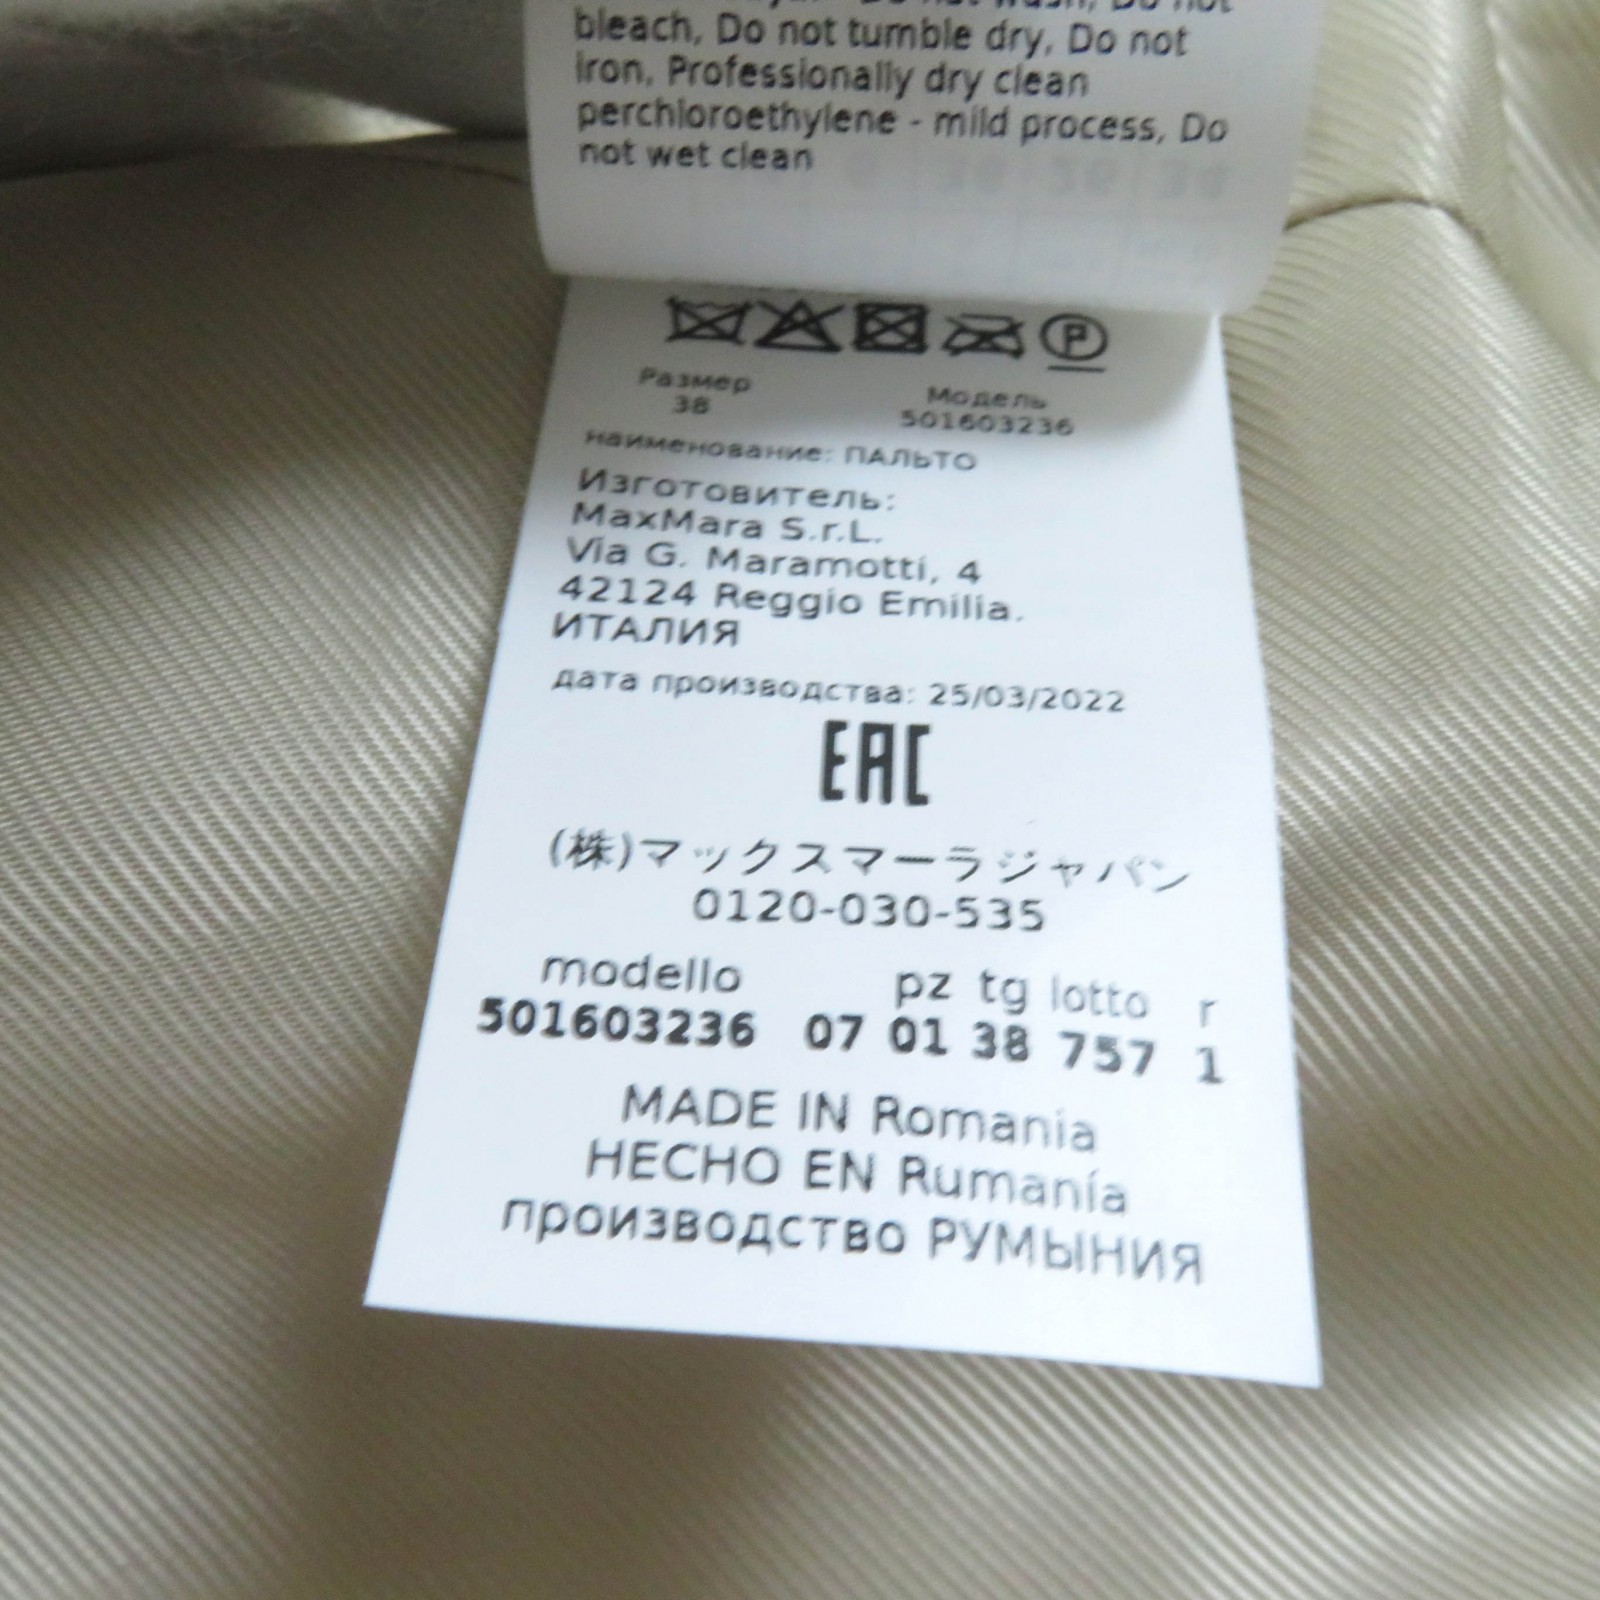 bleach, Do not tumble dry, Do not
iron, Professionally dry clean
perchloroethylene - mild process, Do
not wet clean
P
Размер
38
Модель
501603236
наименование: ПАЛЬТО
Изготовитель:
MaxMara S.r.L.
Via G. Maramotti, 4
42124 Reggio Emilia.
ИТАЛИЯ
дата производства: 25/03/2022
EAC
(株)マックスマーラジャパン
0120-030-535
modello pz tg lotto r
501603236 07 01 38 757 1
MADE IN Romania
HECHO EN Rumanía
производство РУМЫНИЯ